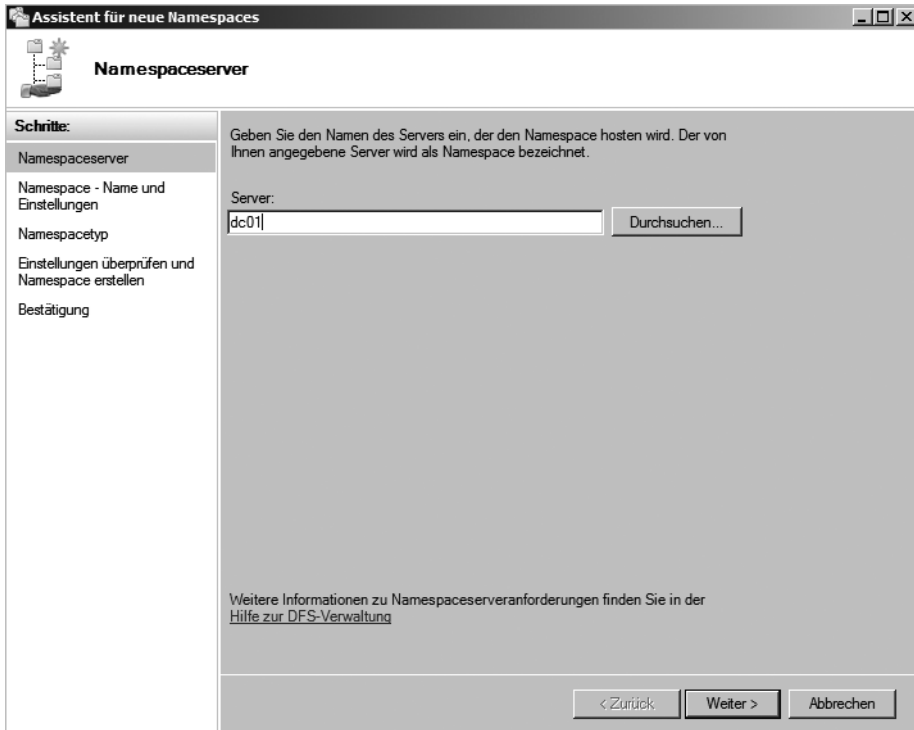 Assistent für neue Namespaces
Namespaceserver
Schritte:
Namespaceserver
Namespace - Name und
Einstellungen
Namespacetyp
Einstellungen überprüfen und
Namespace erstellen
Bestätigung
Geben Sie den Namen des Servers ein, der den Namespace hosten wird. Der von
Ihnen angegebene Server wird als Namespace bezeichnet.
Server:
dc01
Durchsuchen...
Weitere Informationen zu Namespaceserveranforderungen finden Sie in der
Hilfe zur DFS-Verwaltung
< Zurück
Weiter >
Abbrechen